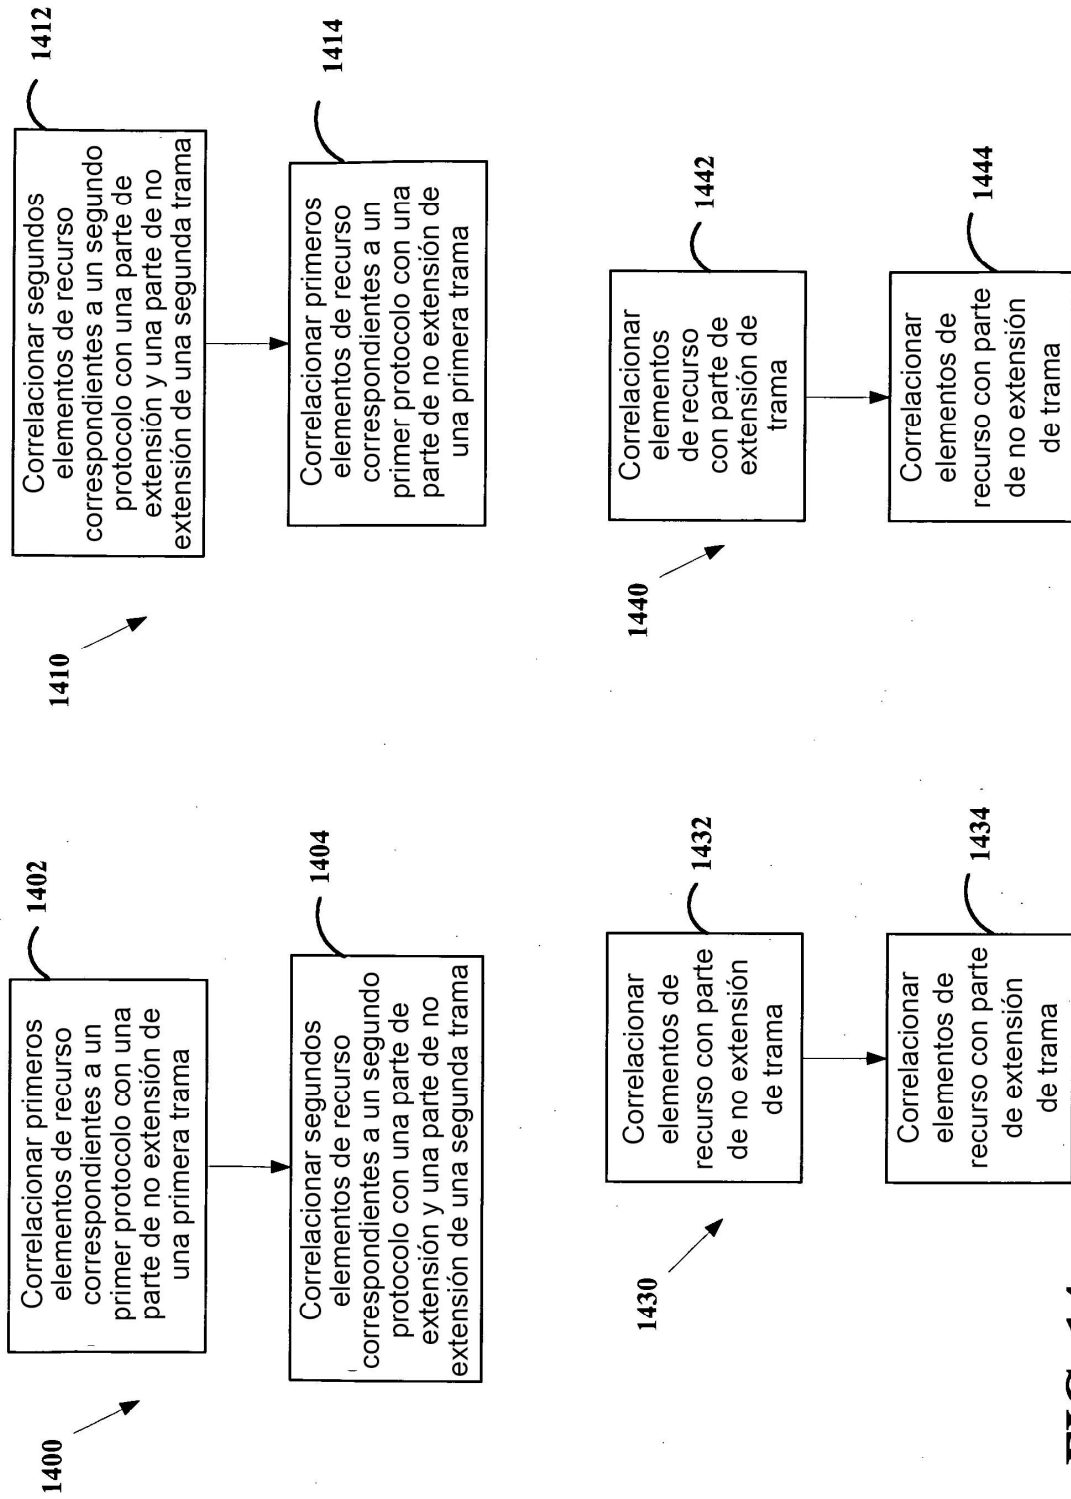 1400
1402
Correlacionar primeros
elementos de recurso
correspondientes a un
primer protocolo con una
parte de no extensión de
una primera trama
1404
Correlacionar segundos
elementos de recurso
correspondientes a un segundo
protocolo con una parte de
extensión y una parte de no
extensión de una segunda trama
1410
1412
Correlacionar segundos
elementos de recurso
correspondientes a un segundo
protocolo con una parte de
extensión y una parte de no
extensión de una segunda trama
1414
Correlacionar primeros
elementos de recurso
correspondientes a un
primer protocolo con una
parte de no extensión de
una primera trama
1430
1432
Correlacionar
elementos de
recurso con parte
de no extensión
de trama
1434
Correlacionar
elementos de
recurso con parte
de extensión
de trama
1440
1442
Correlacionar
elementos
de recurso
con parte de
extensión de
trama
1444
Correlacionar
elementos de
recurso con parte
de no extensión
de trama
FIG. 14